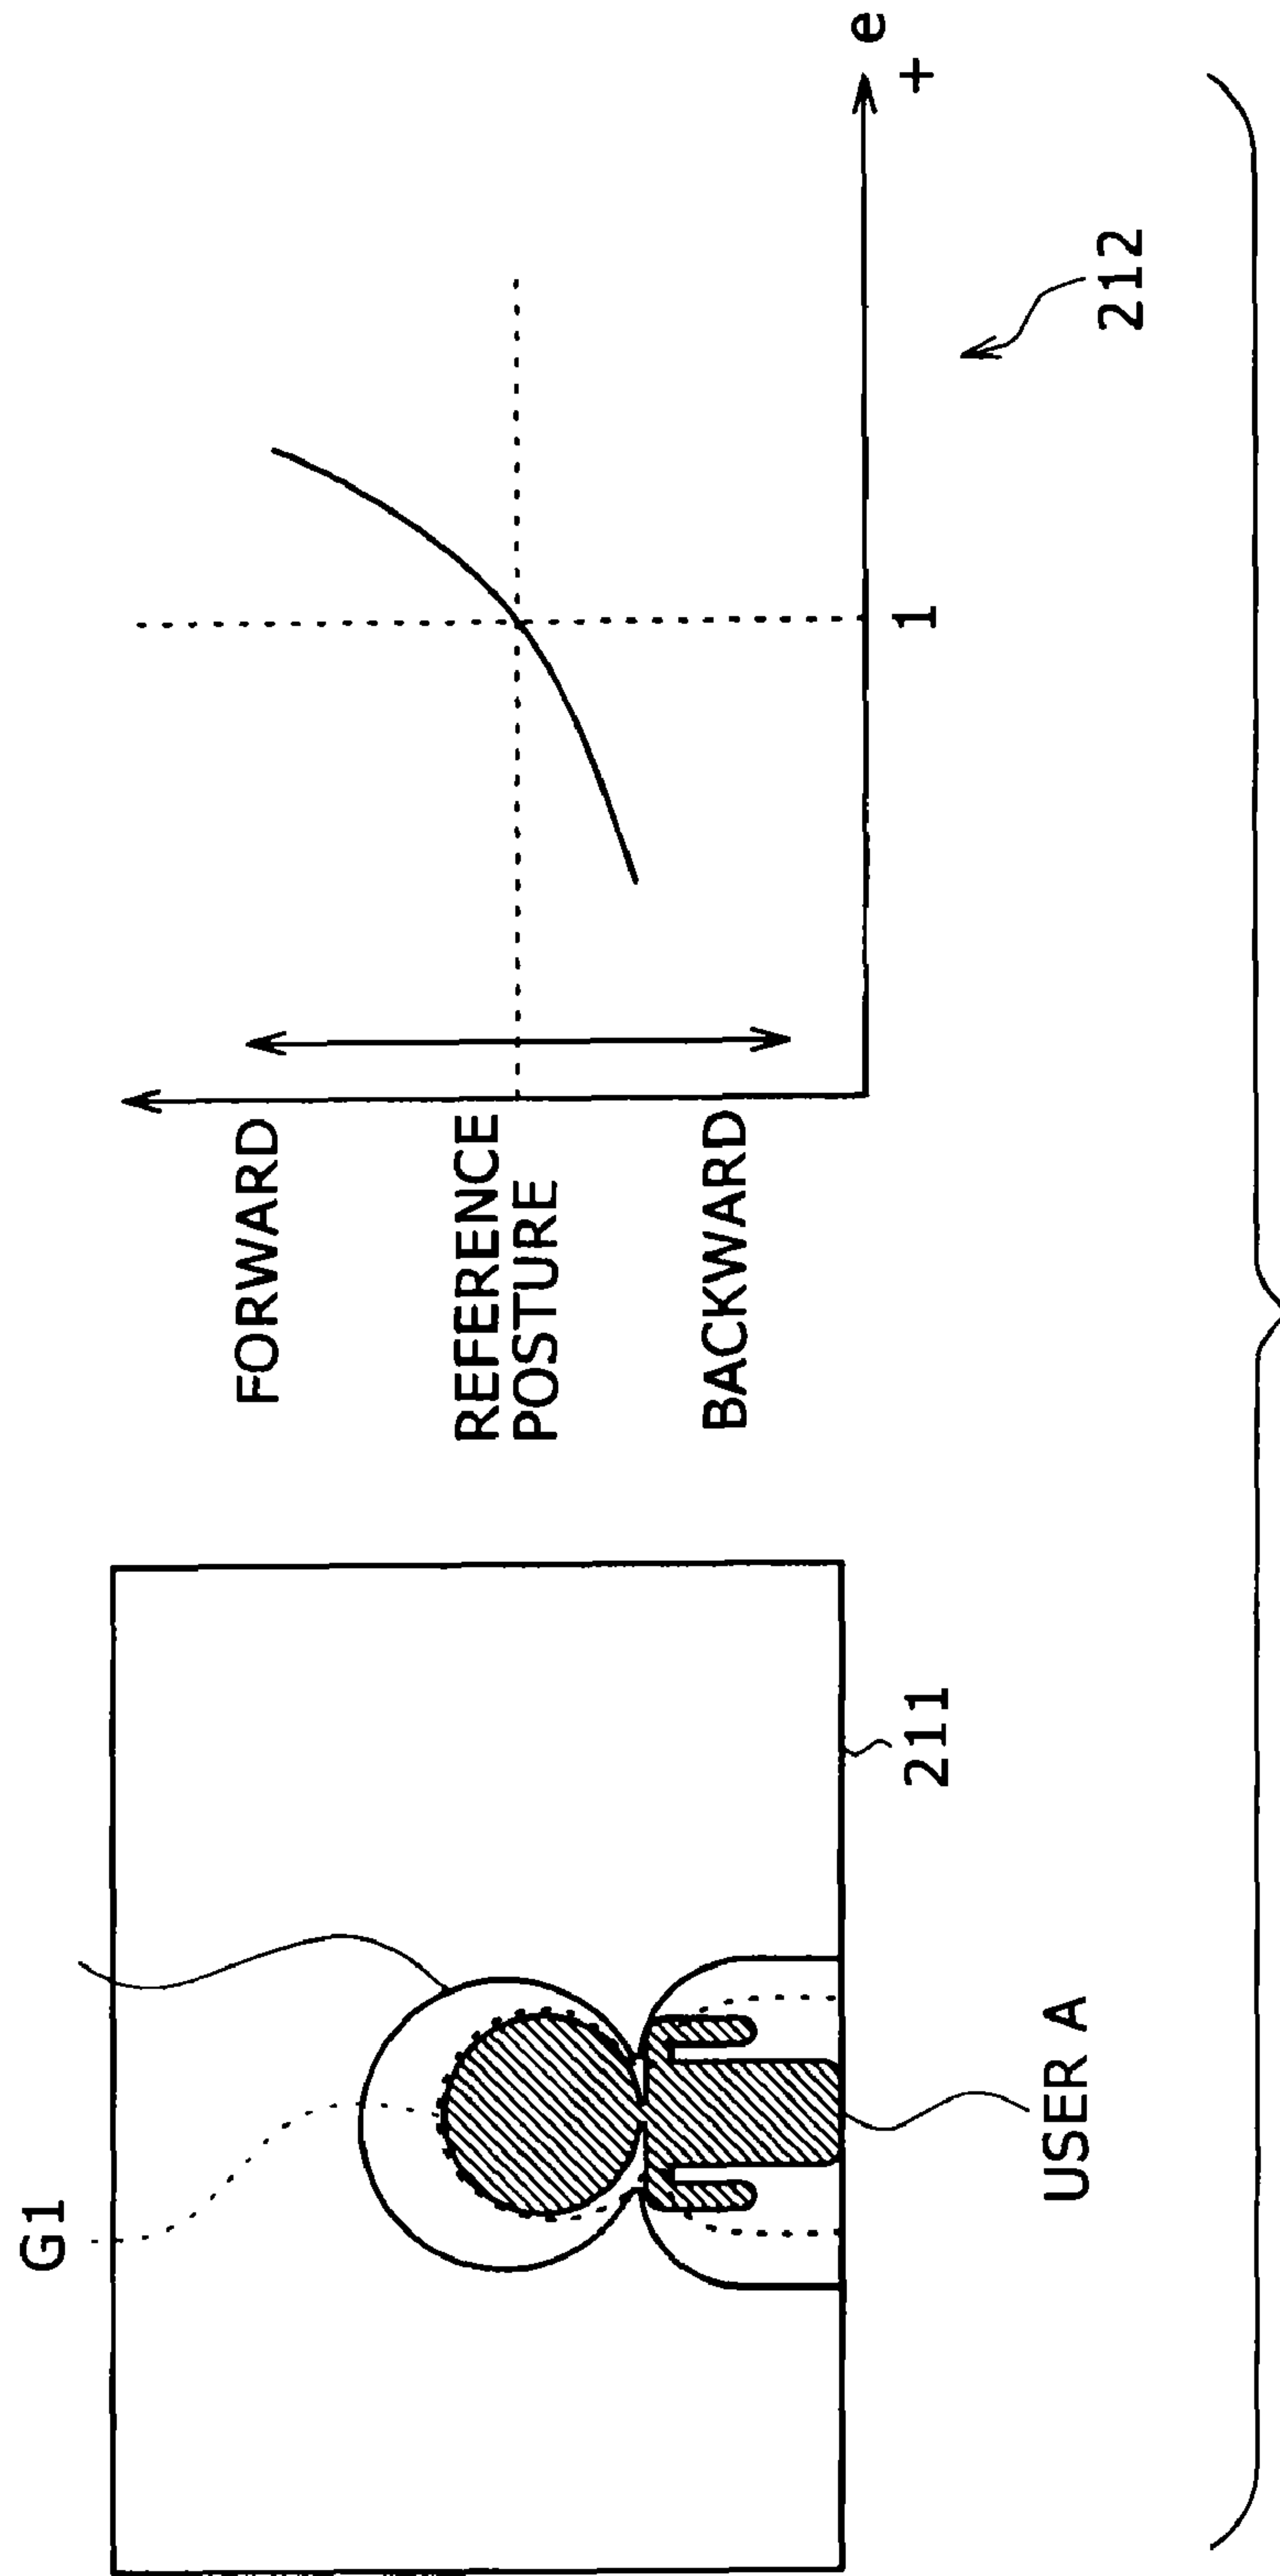 G1
211
USER A
FORWARD
REFERENCE
POSTURE
BACKWARD
1
e
+
212